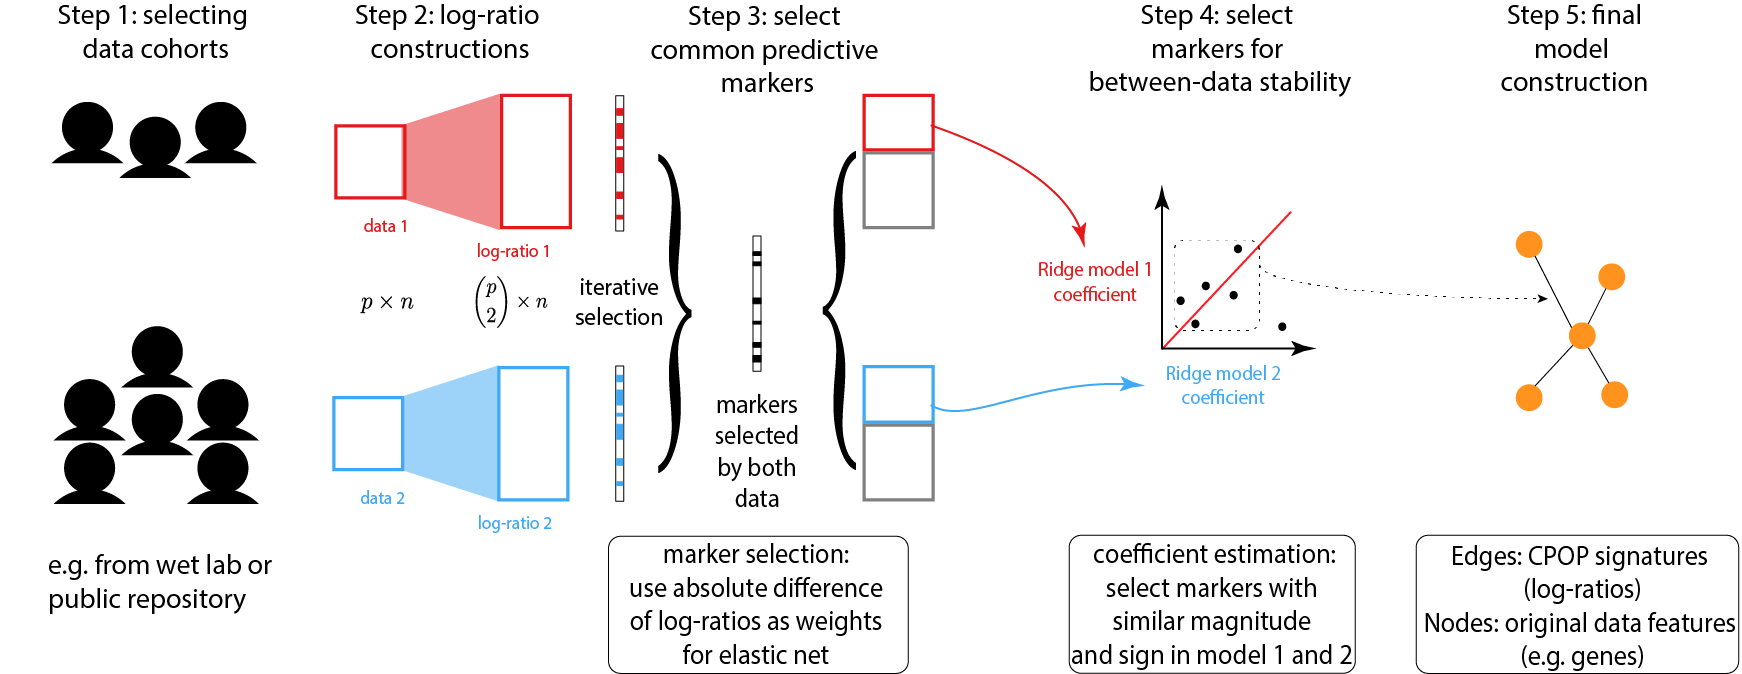 Step 1: selecting
data cohorts
Step 2: log-ratio
constructions
Step 3: select
common predictive
markers
Step 4: select
markers for
between-data stability
Step 5: final
model
construction
data 1
log-ratio 1
p × n
(p 2) × n
iterative
selection
data 2
log-ratio 2
markers
selected
by both
data
Ridge model 1
coefficient
Ridge model 2
coefficient
e.g. from wet lab or
public repository
marker selection:
use absolute difference
of log-ratios as weights
for elastic net
coefficient estimation:
select markers with
similar magnitude
and sign in model 1 and 2
Edges: CPOP signatures
(log-ratios)
Nodes: original data features
(e.g. genes)